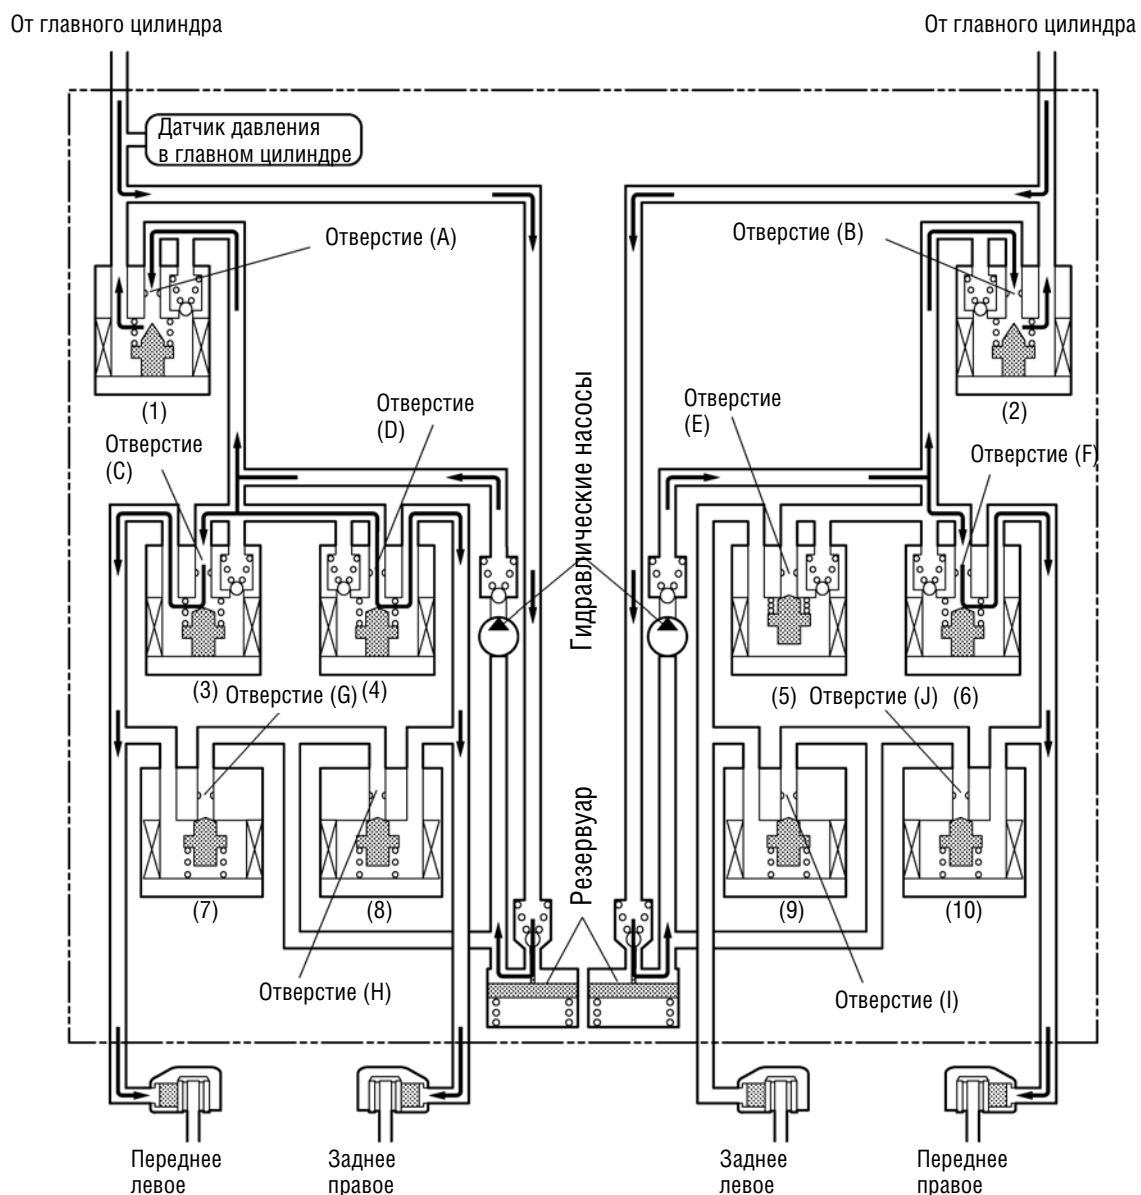 От главного цилиндра
От главного цилиндра
Датчик давления
в главном цилиндре
Отверстие (A)
Отверстие (B)
(1)
(2)
Отверстие
(C)
Отверстие
(D)
Гидравлические насосы
Отверстие
(E)
Отверстие (F)
(3)
(4)
(5)
(6)
Отверстие (G)
Отверстие (J)
(7)
(8)
Резервуар
(9)
(10)
Отверстие (H)
Отверстие (I)
Переднее
левое
Заднее
правое
Заднее
левое
Переднее
правое